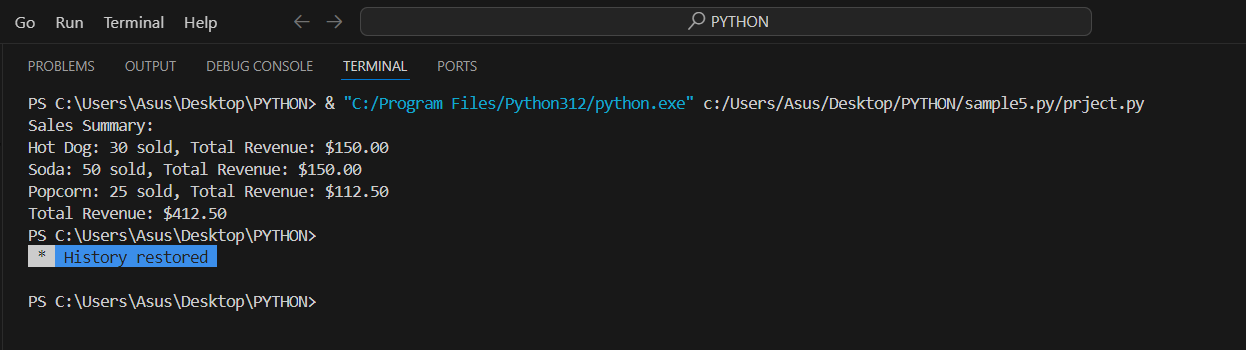 Go Run Terminal Help PYTHON
PROBLEMS OUTPUT DEBUG CONSOLE TERMINAL PORTS
PS C:\Users\Asus\Desktop\PYTHON> & "C:/Program Files/Python312/python.exe" c:/Users/Asus/Desktop/PYTHON/sample5.py/prject.py
Sales Summary:
Hot Dog: 30 sold, Total Revenue: $150.00
Soda: 50 sold, Total Revenue: $150.00
Popcorn: 25 sold, Total Revenue: $112.50
Total Revenue: $412.50
PS C:\Users\Asus\Desktop\PYTHON>
* History restored
PS C:\Users\Asus\Desktop\PYTHON>